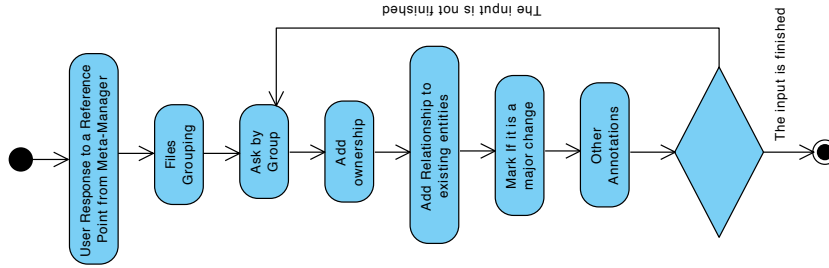 The input is not finished
User Response to a Reference
Point from Meta-Manager
Files
Grouping
Ask by
Group
Add
ownership
Add Relationship to
existing entities
Mark If it is a
major change
Other
Annotations
The input is finished